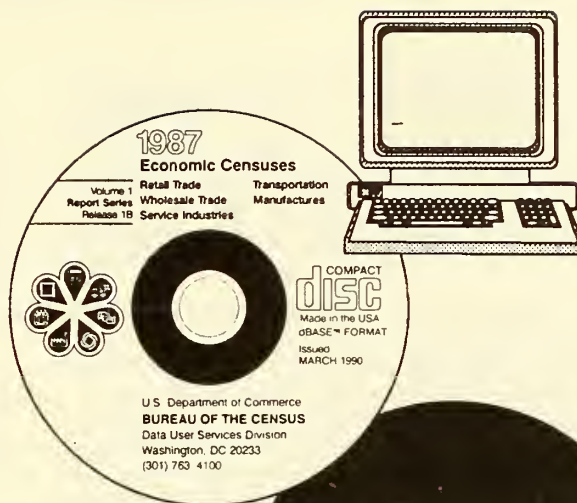 1987
Economic Censuses
Volume 1
Report Series
Release 1B
Retail Trade
Wholesale Trade
Service Industries
Transportation
Manufactures
COMPACT
disc
Made in the USA
dBASE™ FORMAT
Issued
MARCH 1990
U.S. Department of Commerce
BUREAU OF THE CENSUS
Data User Services Division
Washington, DC 20233
(301) 763 4100